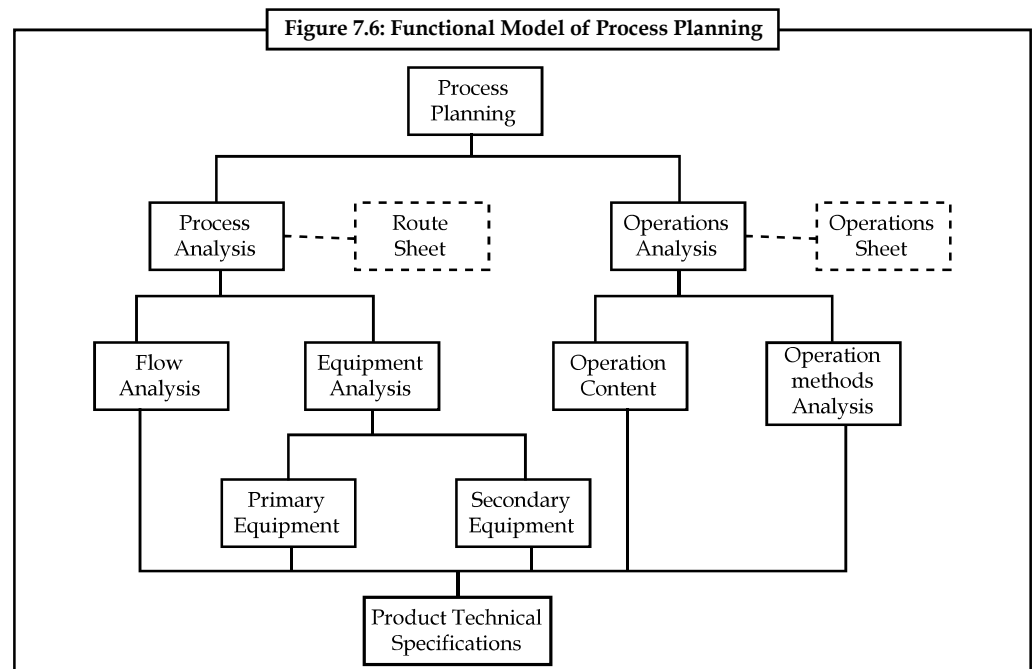 Figure 7.6: Functional Model of Process Planning
Process
Planning
Process
Analysis
Route
Sheet
Operations
Analysis
Operations
Sheet
Flow
Analysis
Equipment
Analysis
Operation
Content
Operation
methods
Analysis
Primary
Equipment
Secondary
Equipment
Product Technical
Specifications